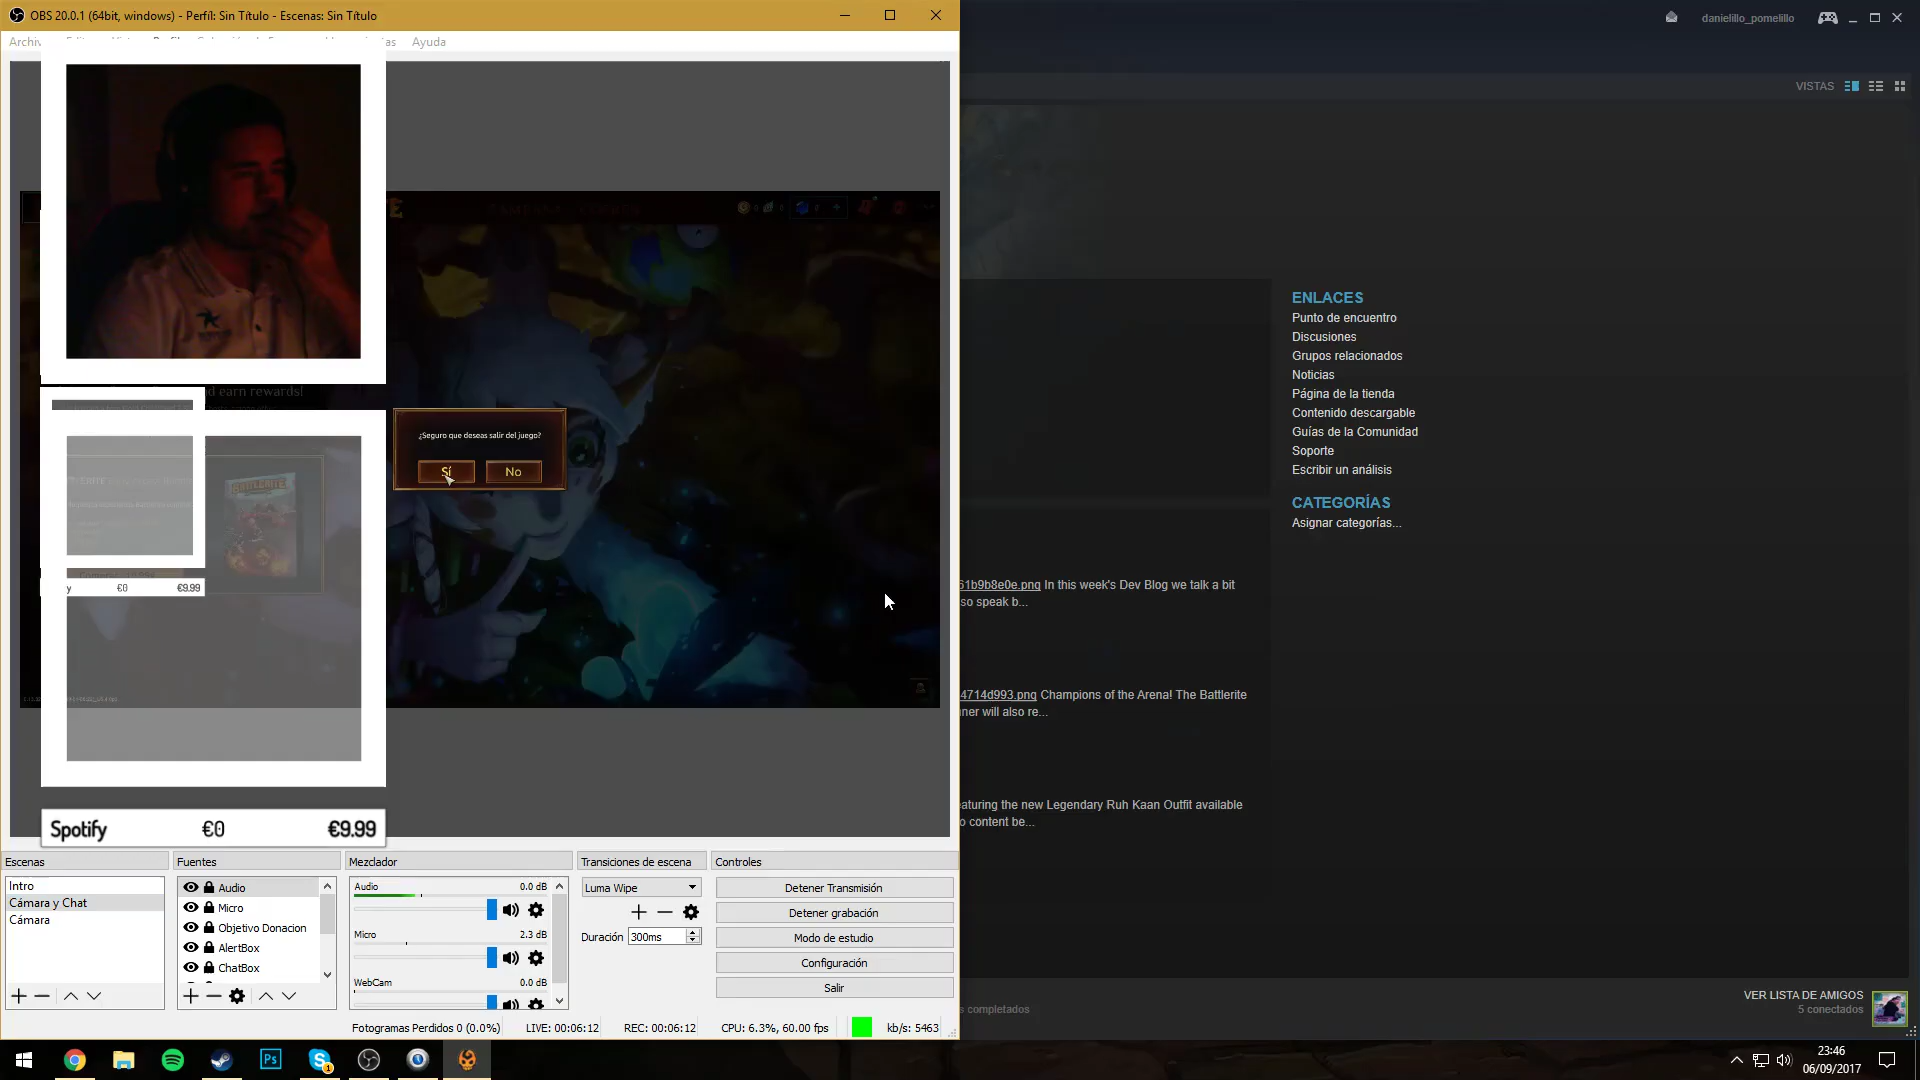 OBS 20.0.1 (64bit, windows) - Perfíl: Sin Título - Escenas: Sin Título
Archiv
Ayuda
danielillo_pomelillo
VISTAS
d earn rewards!
¿Seguro que deseas salir del juego?
Sí
No
y
€0
€9.99
Spotify
€0
€9.99
ENLACES
Punto de encuentro
Discusiones
Grupos relacionados
Noticias
Página de la tienda
Contenido descargable
Guías de la Comunidad
Soporte
Escribir un análisis
CATEGORÍAS
Asignar categorías...
61b9b8e0e.png In this week's Dev Blog we talk a bit
so speak b...
4714d993.png Champions of the Arena! The Battlerite
ner will also re...
aturing the new Legendary Ruh Kaan Outfit available
o content be...
Escenas
Intro
Cámara y Chat
Cámara
Fuentes
Audio
Micro
Objetivo Donacion
AlertBox
ChatBox
Mezclador
Audio 0.0 dB
Micro 2.3 dB
WebCam 0.0 dB
Transiciones de escena
Luma Wipe
Duración 300ms
Controles
Detener Transmisión
Detener grabación
Modo de estudio
Configuración
Salir
Fotogramas Perdidos 0 (0.0%)
LIVE: 00:06:12
REC: 00:06:12
CPU: 6.3%, 60.00 fps
kb/s: 5463
s completados
VER LISTA DE AMIGOS
5 conectados
Ps
1
23:46
06/09/2017